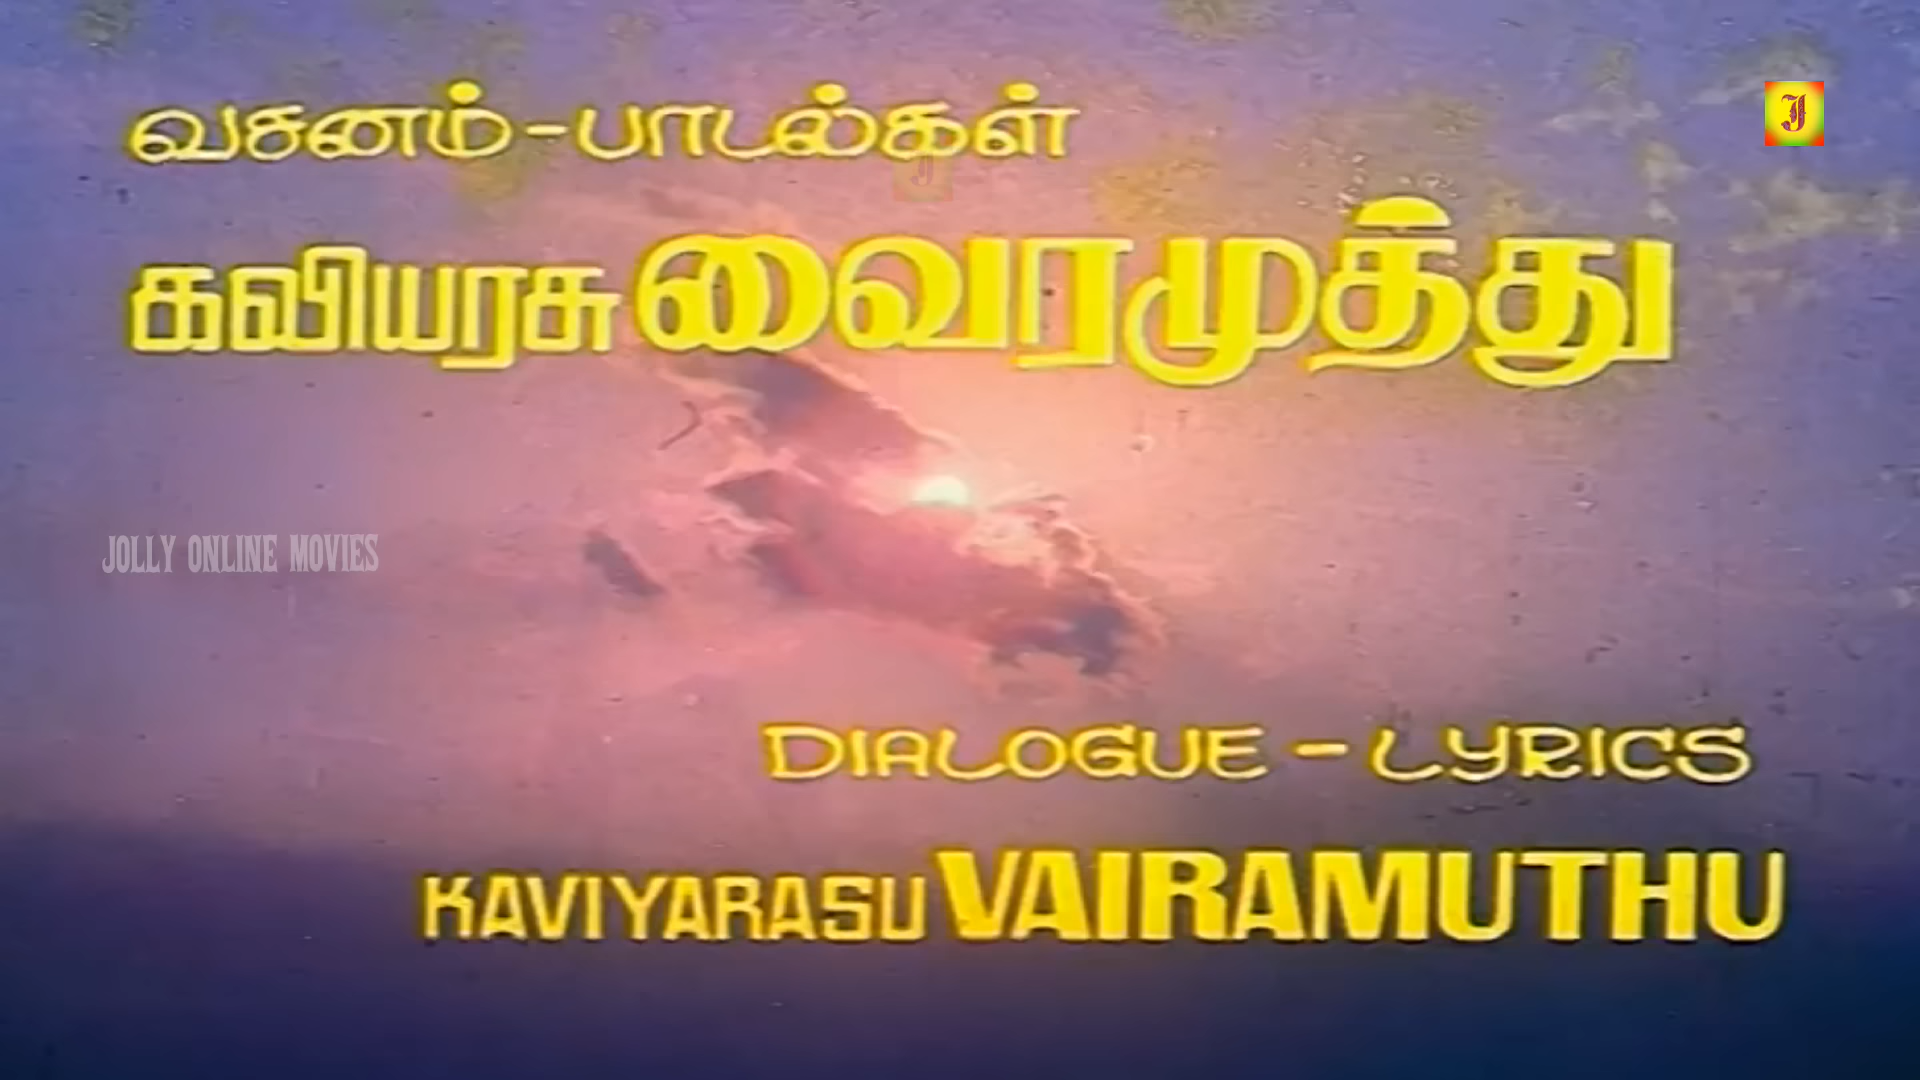 வசனம்-பாடல்கள்
கவியரசு வைரமுத்து
JOLLY ONLINE MOVIES
DIALOGUE - LYRICS
KAVIYARASU VAIRAMUTHU